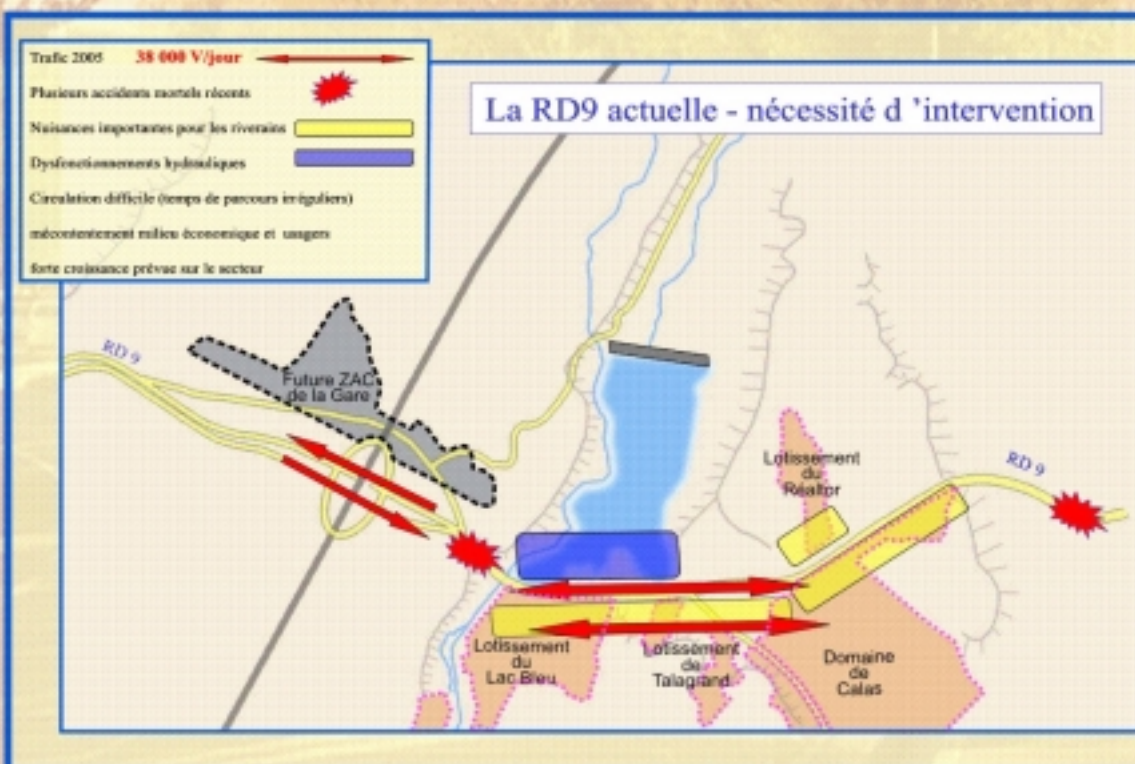 Trafic 2005 38 000 V/jour
Plusieurs accidents mortels récents
Nuisances importantes pour les riverains
Dysfonctionnements hydrauliques
Circulation difficile (temps de parcours irréguliers)
mécontentement milieu économique et usagers
forte croissance prévue sur le secteur
La RD9 actuelle - nécessité d ’intervention
RD 9
Future ZAC
de la Gare
Lotissement
du
Réaltor
RD 9
Lotissement
du
Lac Bleu
Lotissement
de
Talagrand
Domaine
de
Calas